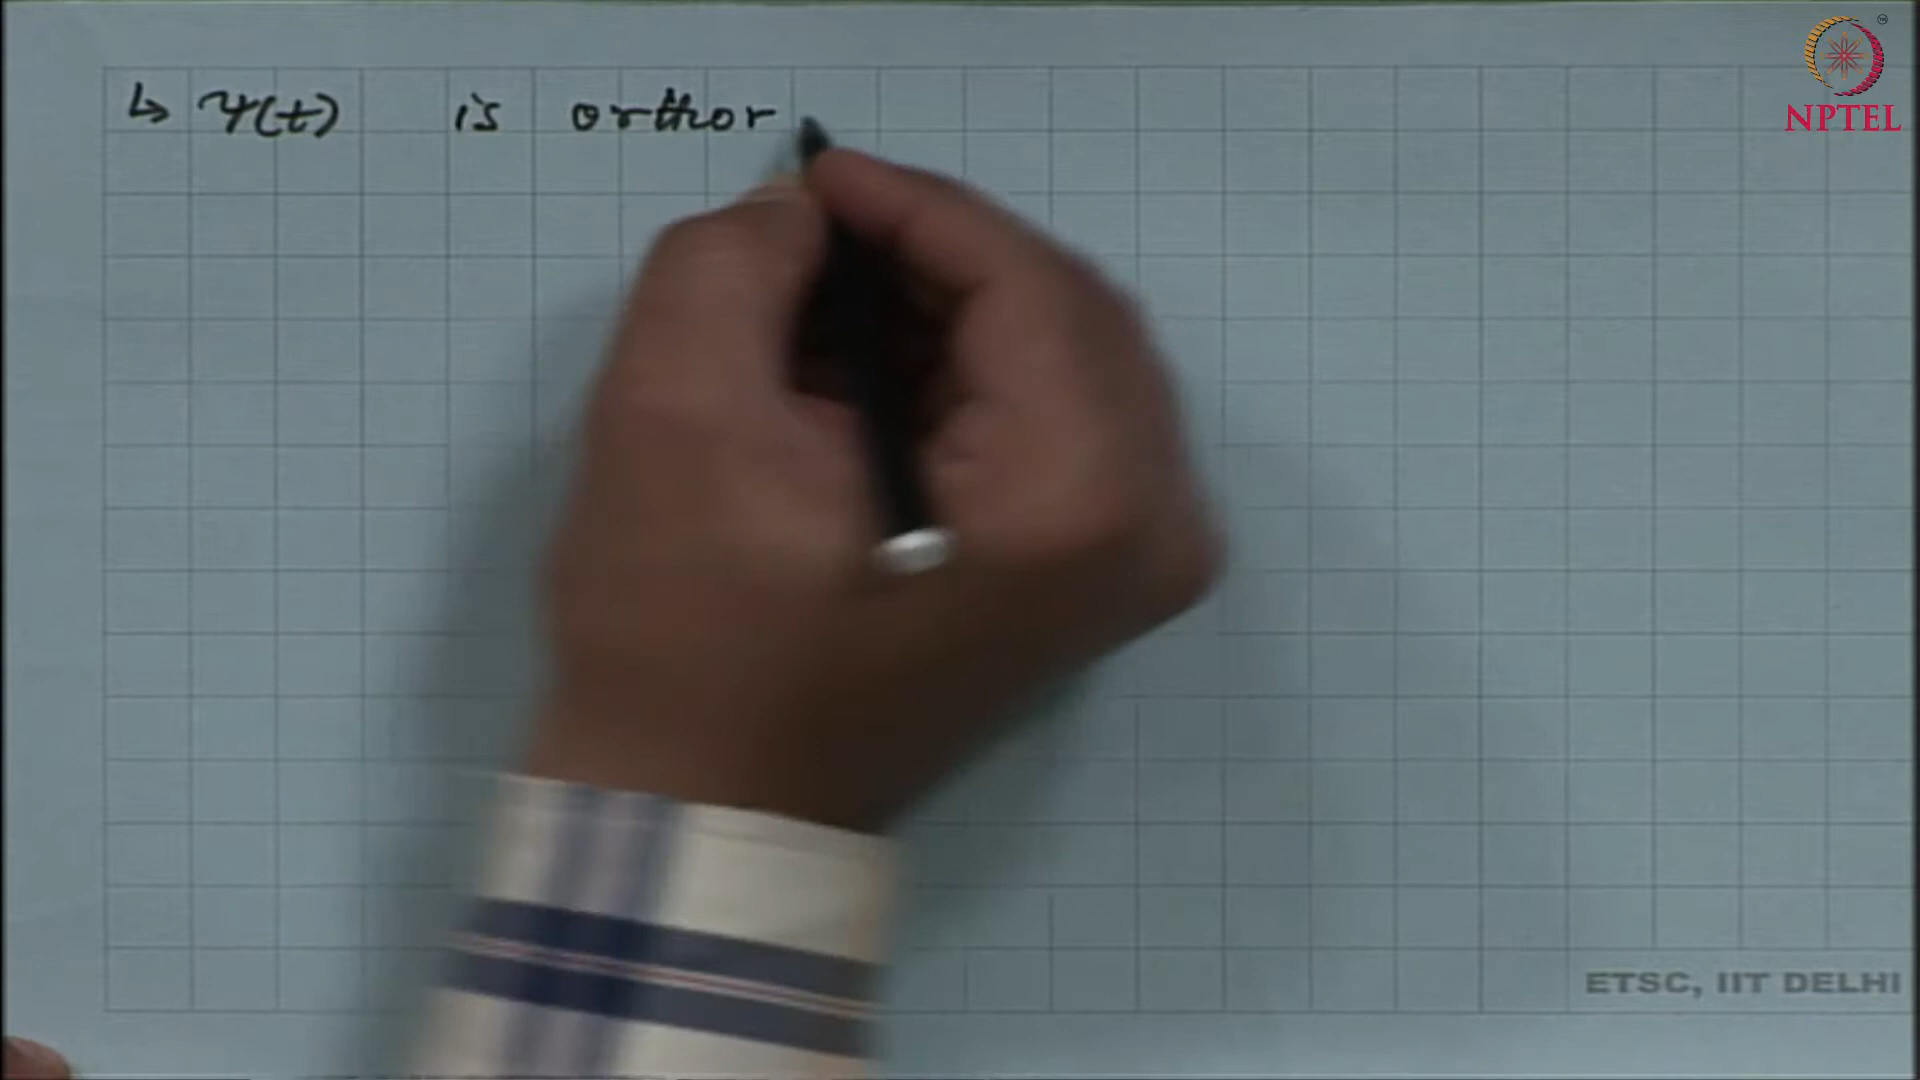 ↳ Ψ(t) is orthor
NPTEL
ETSC, IIT DELHI